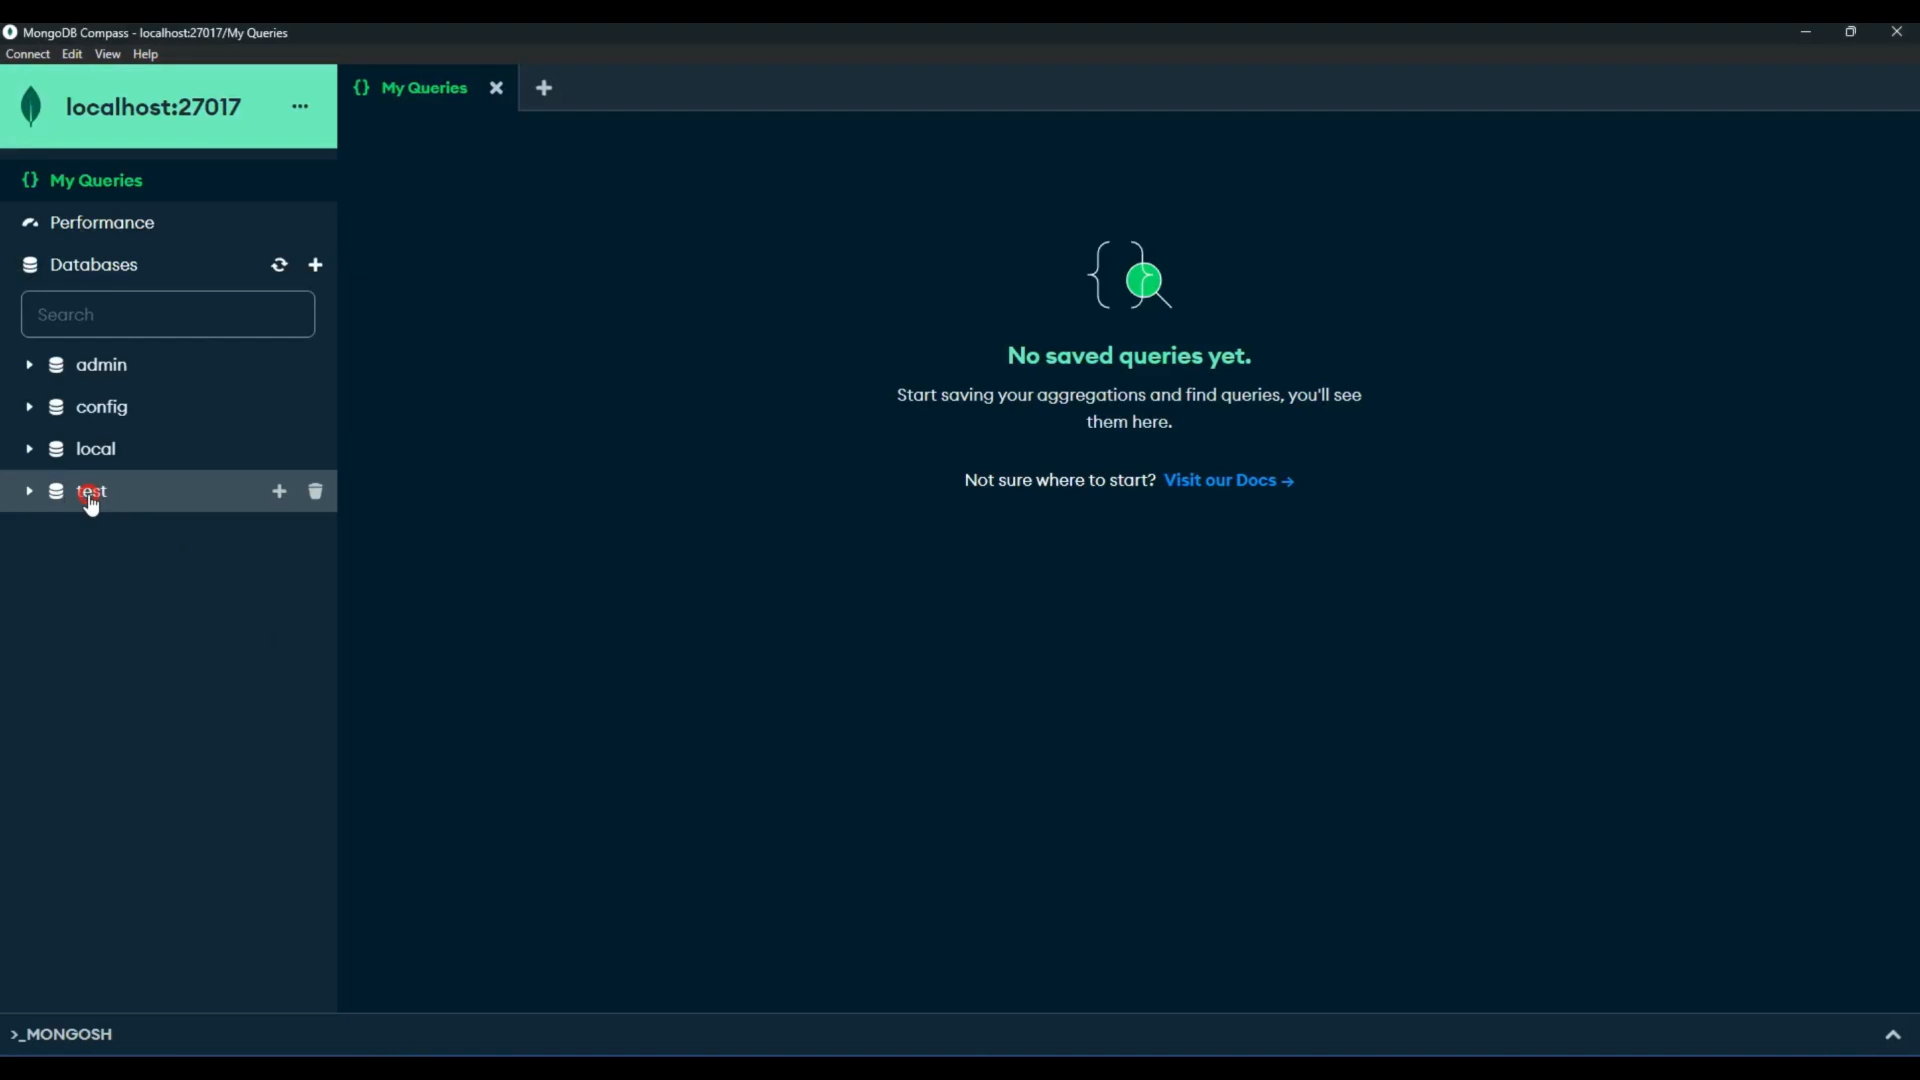 MongoDB Compass - localhost:27017/My Queries
Connect Edit View Help
localhost:27017 ...
{} My Queries
{} My Queries
Performance
Databases
Search
admin
config
local
test
No saved queries yet.
Start saving your aggregations and find queries, you'll see
them here.
Not sure where to start? Visit our Docs →
>_MONGOSH